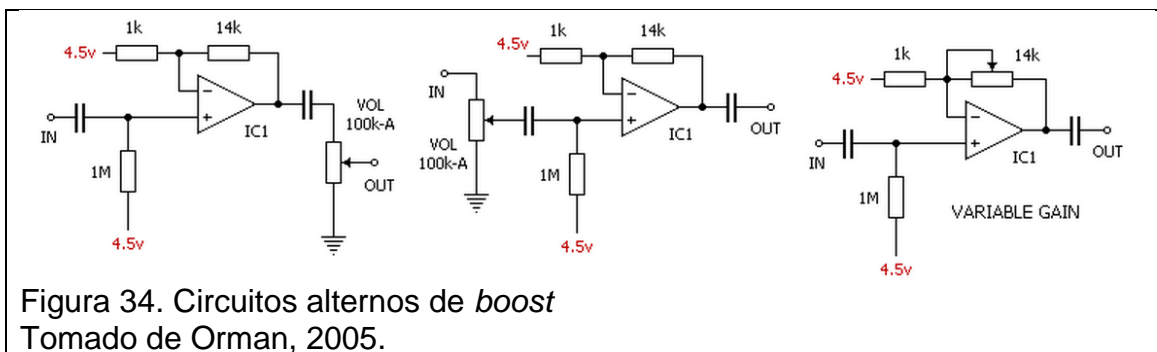 1k 14k
4.5v
IN
IC1
1M
4.5v
VOL
100k-A
OUT
1k 14k
4.5v
IN
VOL
100k-A
IC1
OUT
1M
4.5v
1k 14k
4.5v
IN
IC1
OUT
1M
VARIABLE GAIN
4.5v
Figura 34. Circuitos alternos de boost
Tomado de Orman, 2005.